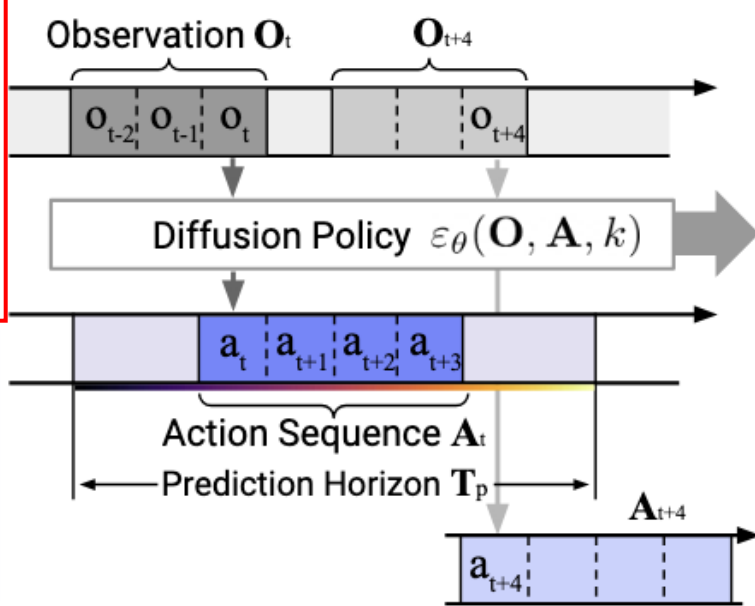 Observation Oₜ
Oₜ₊₄
oₜ₋₂ oₜ₋₁ oₜ
oₜ₊₄
Diffusion Policy ε_θ(O, A, k)
aₜ aₜ₊₁ aₜ₊₂ aₜ₊₃
Action Sequence Aₜ
Prediction Horizon Tₚ
Aₜ₊₄
aₜ₊₄